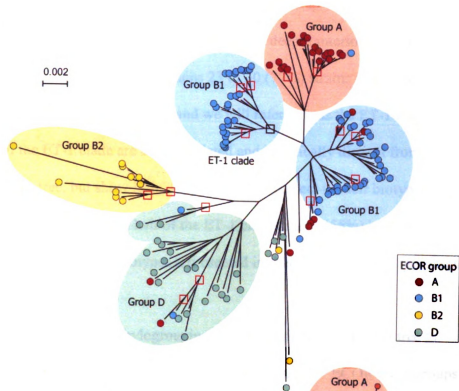 Group A
0.002
Group B1
Group B2
ET-1 clade
Group B1
Group D
ECOR group
A
B1
B2
D
Group A